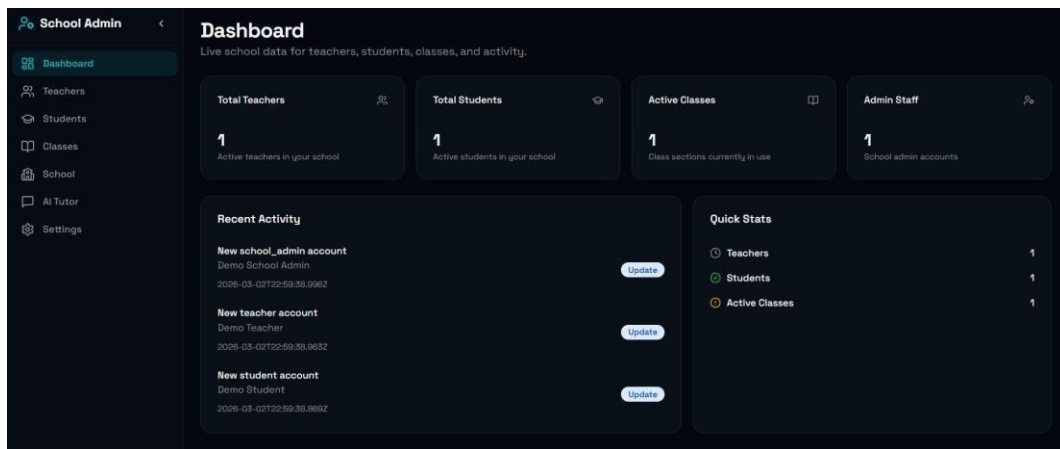 School Admin
Dashboard
Teachers
Students
Classes
School
AI Tutor
Settings
Dashboard
Live school data for teachers, students, classes, and activity.
Total Teachers
1
Active teachers in your school
Total Students
1
Active students in your school
Active Classes
1
Class sections currently in use
Admin Staff
1
School admin accounts
Recent Activity
New school_admin account
Demo School Admin
2026-03-02T22:59:38.996Z
Update
New teacher account
Demo Teacher
2026-03-02T22:59:38.963Z
Update
New student account
Demo Student
2026-03-02T22:59:38.869Z
Update
Quick Stats
Teachers 1
Students 1
Active Classes 1